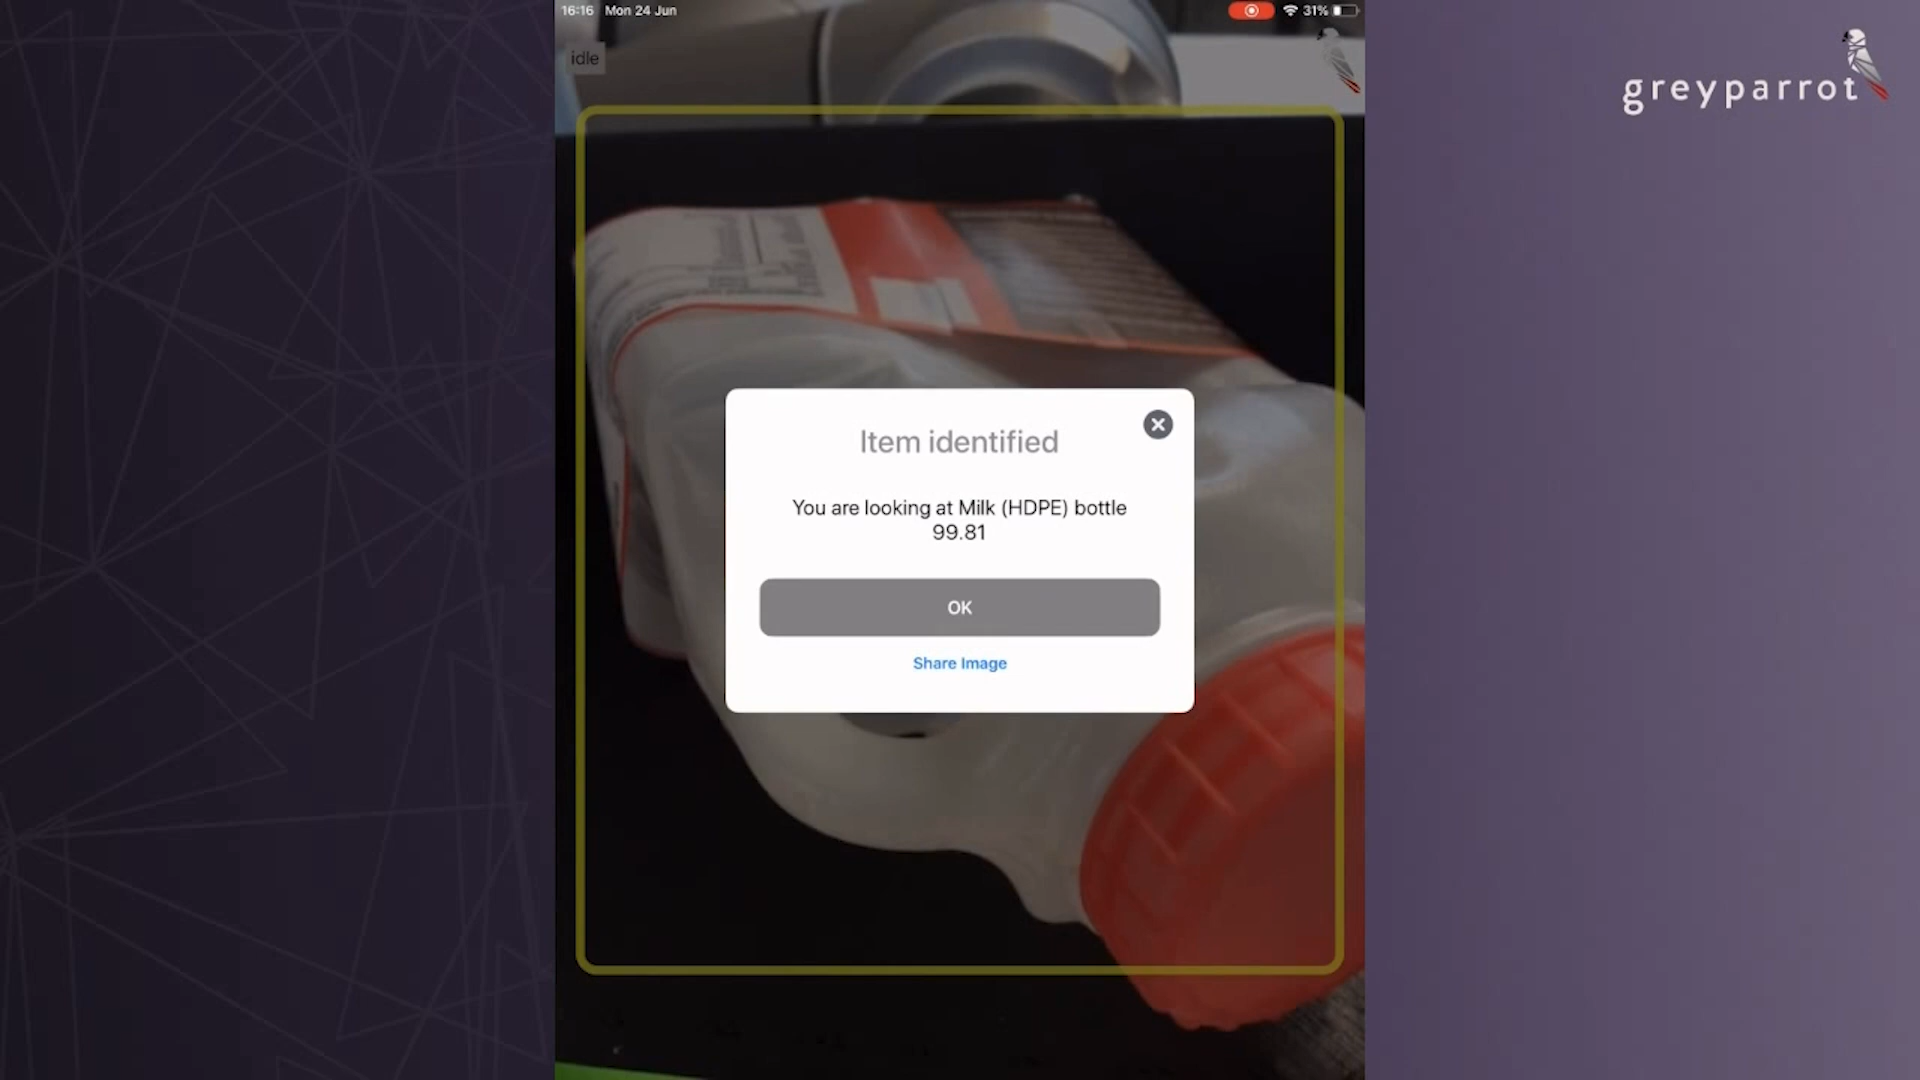 16:16 Mon 24 Jun
31%
idle
greyparrot
Item identified
You are looking at Milk (HDPE) bottle
99.81
OK
Share Image